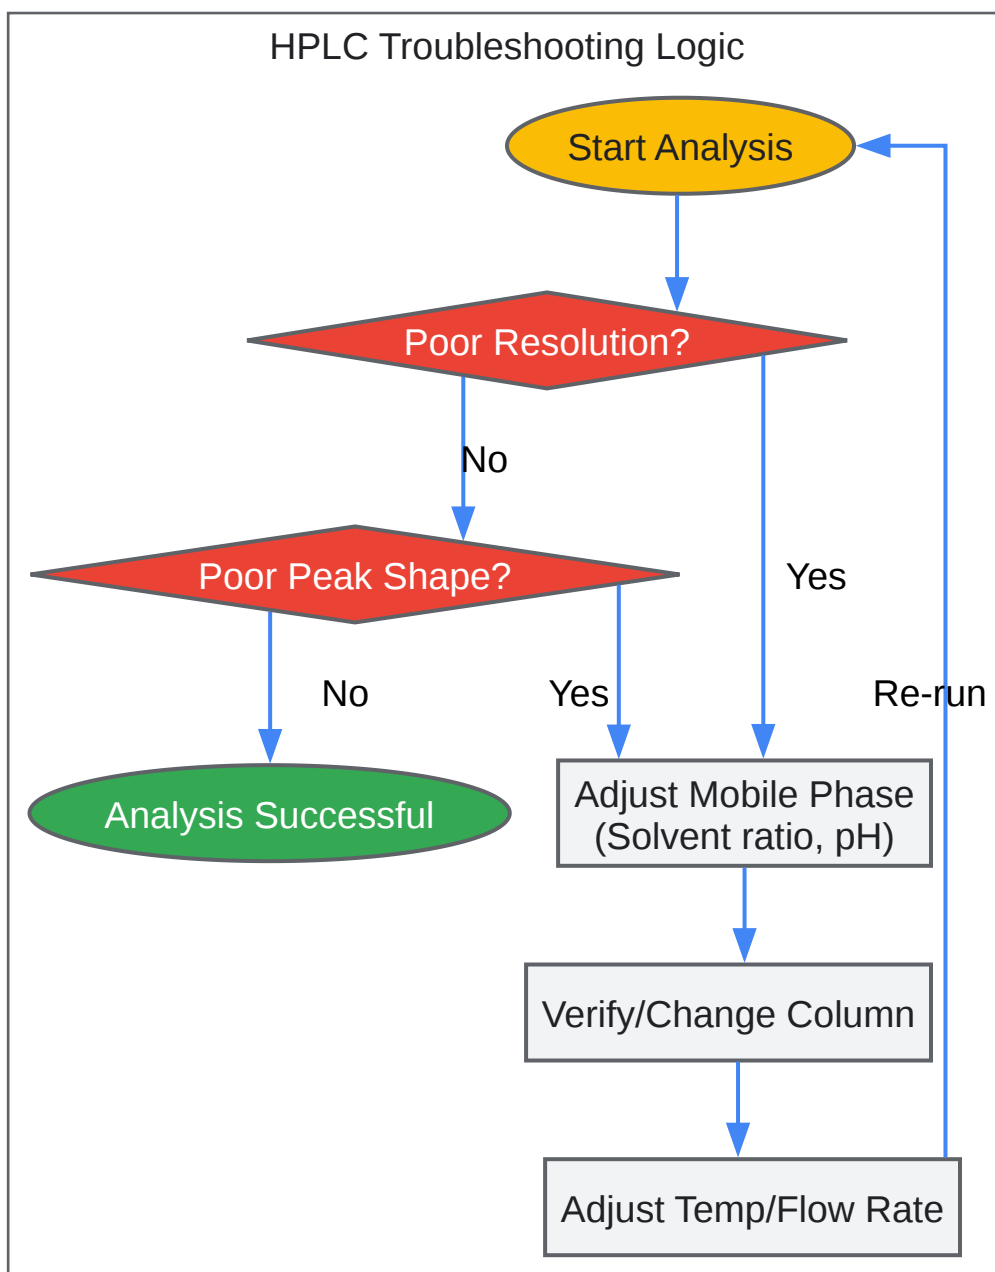 HPLC Troubleshooting Logic
Start Analysis
Poor Resolution?
No
Poor Peak Shape?
Yes
No
Yes
Re-run
Analysis Successful
Adjust Mobile Phase
(Solvent ratio, pH)
Verify/Change Column
Adjust Temp/Flow Rate